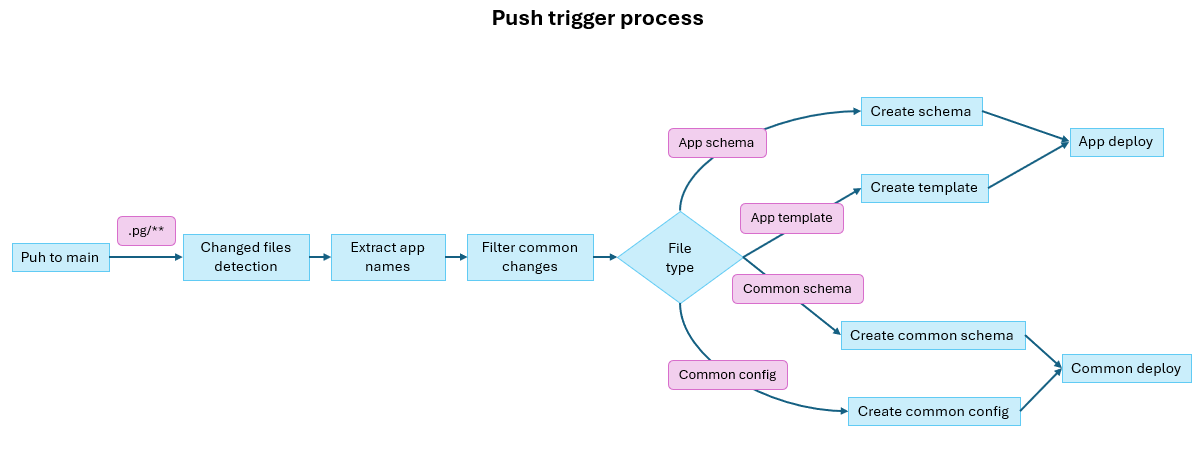 Push trigger process
Puh to main
.pg/**
Changed files
detection
Extract app
names
Filter common
changes
File
type
App schema
App template
Common schema
Common config
Create schema
Create template
Create common schema
Create common config
App deploy
Common deploy